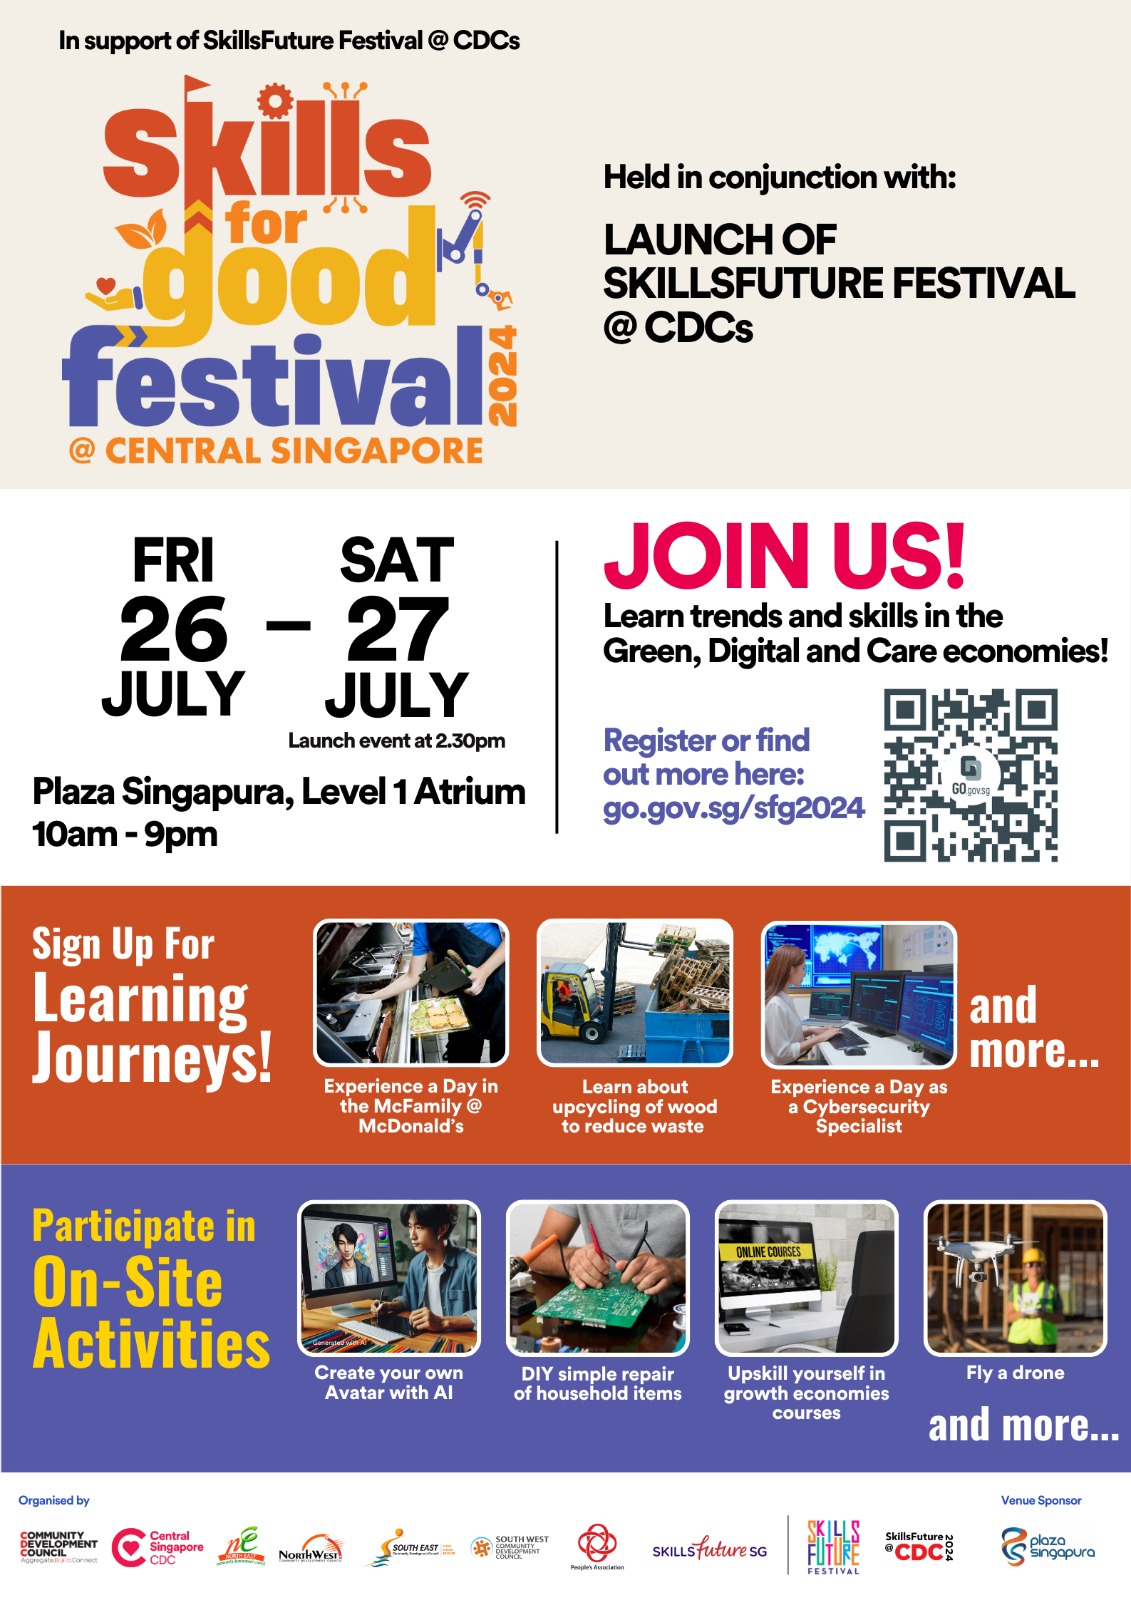 In support of SkillsFuture Festival @ CDCs
skills
for
good
festival
2024
@ CENTRAL SINGAPORE
Held in conjunction with:
LAUNCH OF
SKILLSFUTURE FESTIVAL
@ CDCs
FRI
26
JULY
–
SAT
27
JULY
Launch event at 2.30pm
Plaza Singapura, Level 1 Atrium
10am - 9pm
JOIN US!
Learn trends and skills in the
Green, Digital and Care economies!
Register or find
out more here:
go.gov.sg/sfg2024
GO.gov.sg
Sign Up For
Learning
Journeys!
Experience a Day in
the McFamily @
McDonald's
Learn about
upcycling of wood
to reduce waste
Experience a Day as
a Cybersecurity
Specialist
and
more...
Participate in
On-Site
Activities
Generated with AI
Create your own
Avatar with AI
DIY simple repair
of household items
ONLINE COURSES
Upskill yourself in
growth economies
courses
Fly a drone
and more...
Organised by
Venue Sponsor
COMMUNITY
DEVELOPMENT
COUNCIL
Aggregate.Build.Connect
Central
Singapore
CDC
NORTH EAST
NORTHWEST
SOUTH EAST
SOUTH WEST
COMMUNITY
DEVELOPMENT
COUNCIL
People's Association
SKILLS future SG
SKILLS
FUTURE
FESTIVAL
SkillsFuture
@ CDC
2024
plaza
singapura